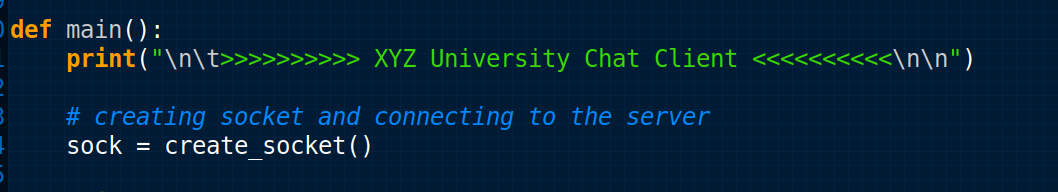 def main():
    print("\n\t>>>>>>>>>> XYZ University Chat Client <<<<<<<<<<\n\n")
    # creating socket and connecting to the server
    sock = create_socket()